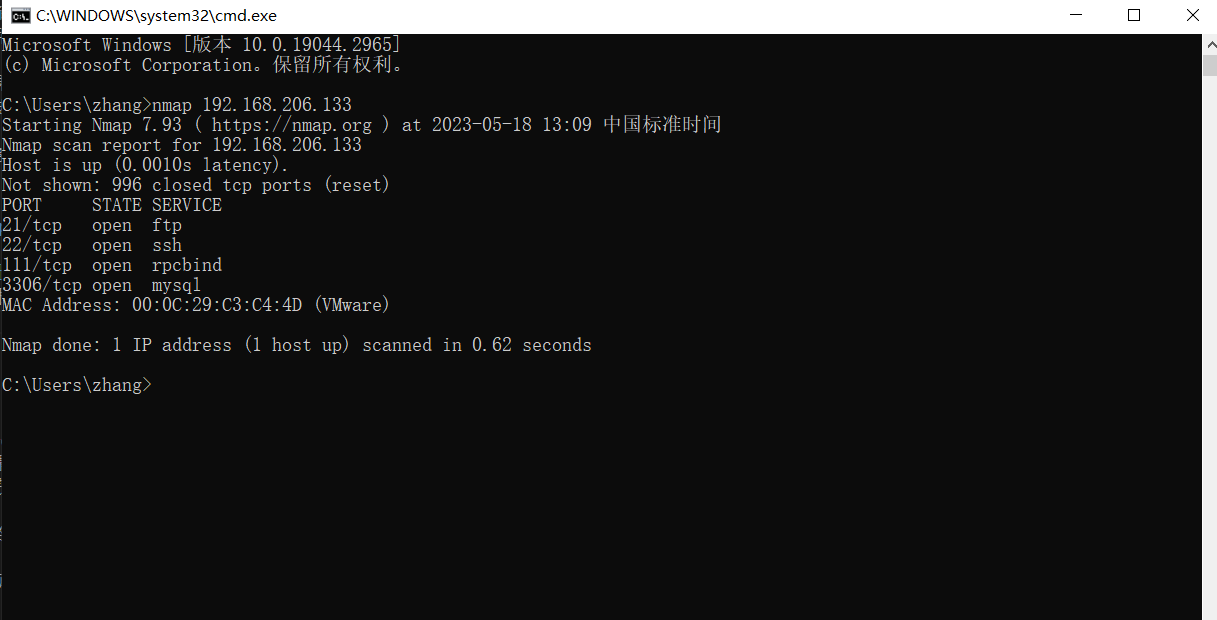 C:\WINDOWS\system32\cmd.exe
Microsoft Windows [版本 10.0.19044.2965]
(c) Microsoft Corporation。保留所有权利。
C:\Users\zhang>nmap 192.168.206.133
Starting Nmap 7.93 ( https://nmap.org ) at 2023-05-18 13:09 中国标准时间
Nmap scan report for 192.168.206.133
Host is up (0.0010s latency).
Not shown: 996 closed tcp ports (reset)
PORT     STATE SERVICE
21/tcp   open  ftp
22/tcp   open  ssh
111/tcp  open  rpcbind
3306/tcp open  mysql
MAC Address: 00:0C:29:C3:C4:4D (VMware)
Nmap done: 1 IP address (1 host up) scanned in 0.62 seconds
C:\Users\zhang>